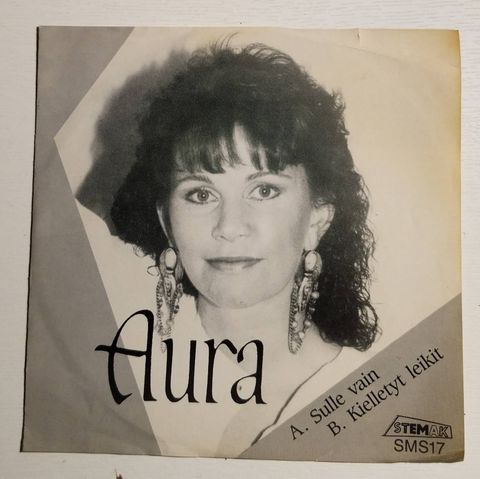 Aura
A. Sulle vain
B. Kielletyt leikit
STEMAK
SMS17